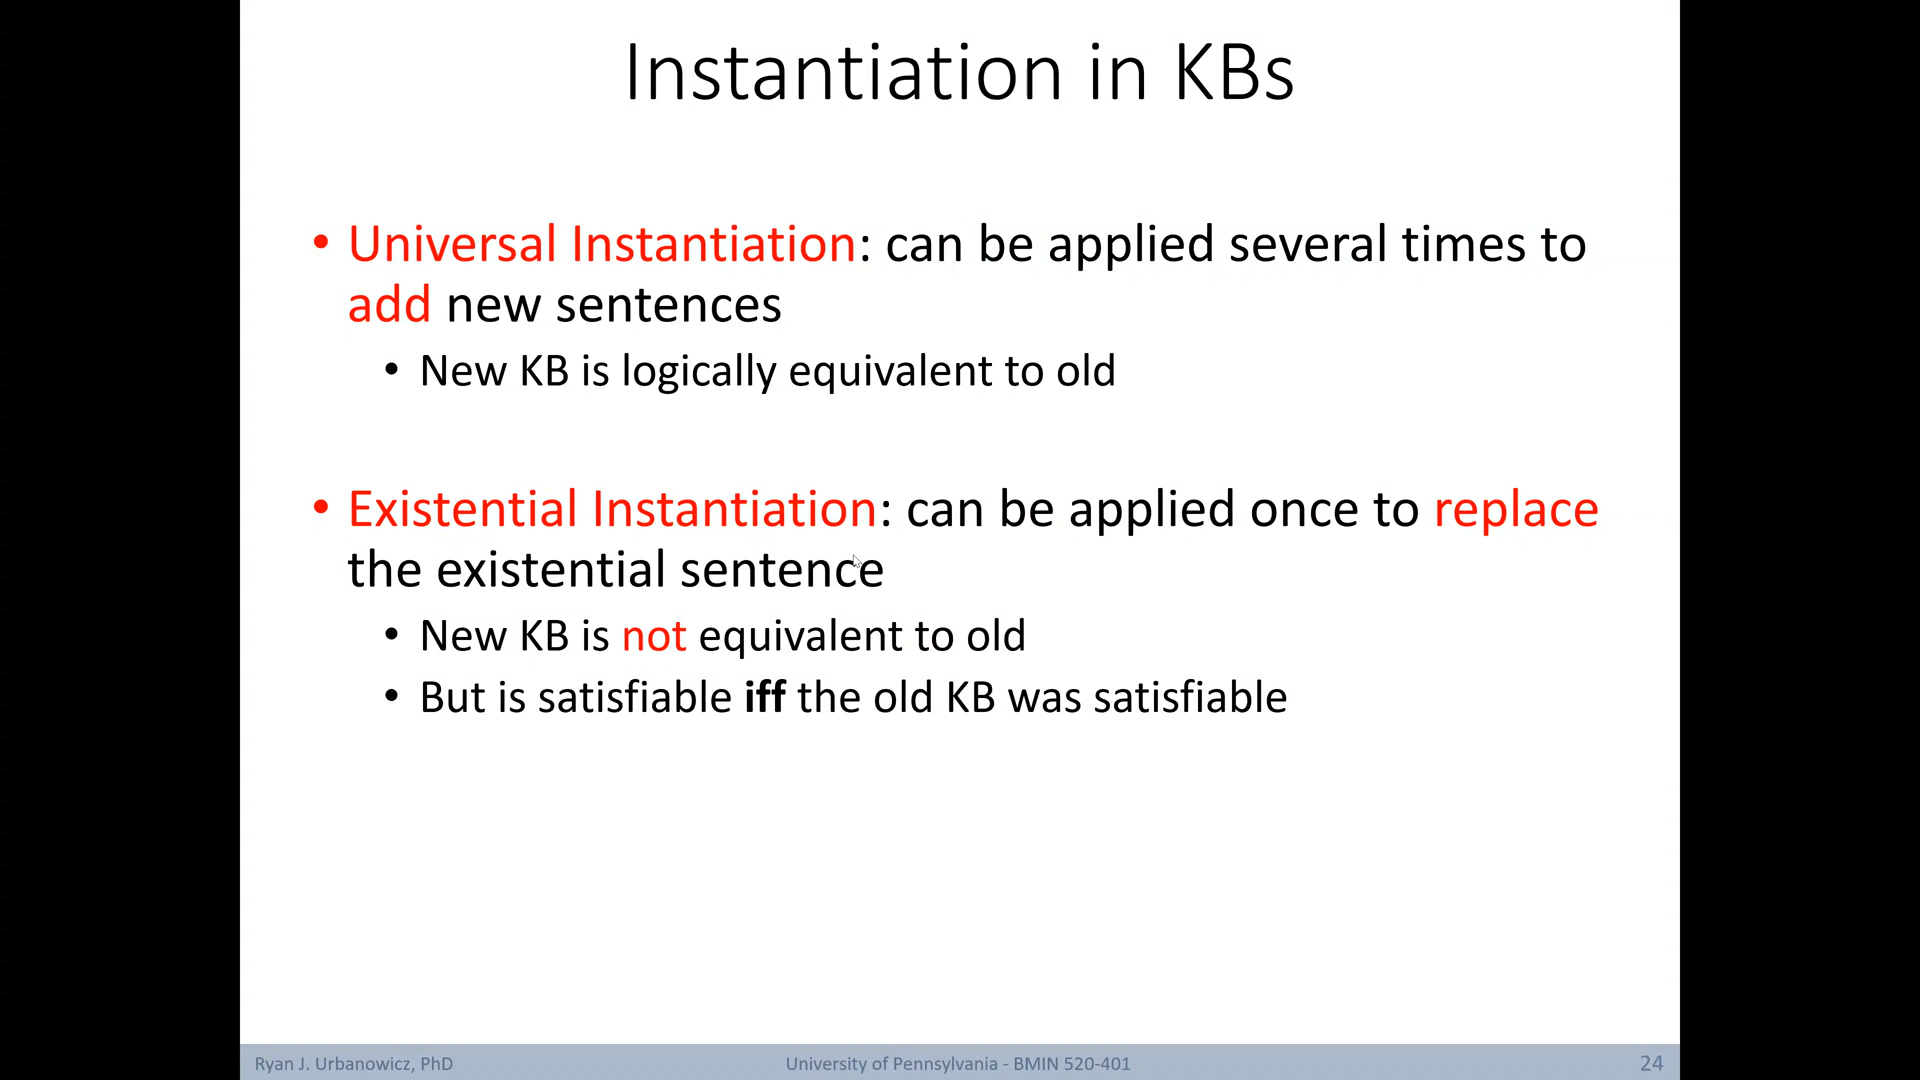 Instantiation in KBs
• Universal Instantiation: can be applied several times to
add new sentences
• New KB is logically equivalent to old
• Existential Instantiation: can be applied once to replace
the existential sentence
• New KB is not equivalent to old
• But is satisfiable iff the old KB was satisfiable
Ryan J. Urbanowicz, PhD
University of Pennsylvania - BMIN 520-401
24